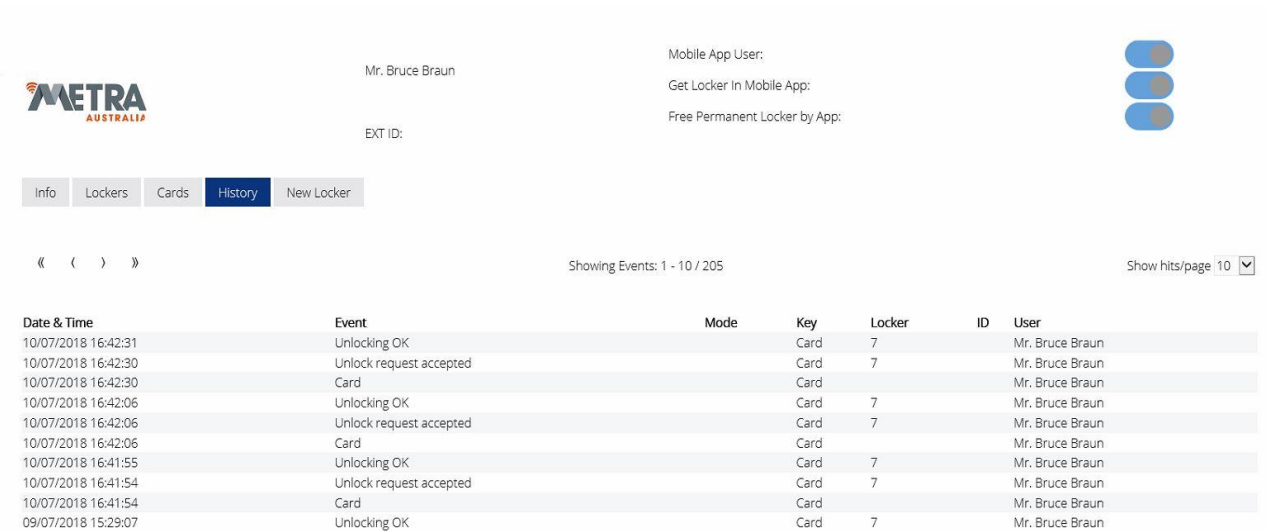 Mobile App User:
Mr. Bruce Braun
Get Locker In Mobile App:
METRA
AUSTRALIA
Free Permanent Locker by App:
EXT ID:
Info Lockers Cards History New Locker
« ‹ › » Showing Events: 1 - 10 / 205 Show hits/page 10
Date & Time Event Mode Key Locker ID User
10/07/2018 16:42:31 Unlocking OK Card 7 Mr. Bruce Braun
10/07/2018 16:42:30 Unlock request accepted Card 7 Mr. Bruce Braun
10/07/2018 16:42:30 Card Card Mr. Bruce Braun
10/07/2018 16:42:06 Unlocking OK Card 7 Mr. Bruce Braun
10/07/2018 16:42:06 Unlock request accepted Card 7 Mr. Bruce Braun
10/07/2018 16:42:06 Card Card Mr. Bruce Braun
10/07/2018 16:41:55 Unlocking OK Card 7 Mr. Bruce Braun
10/07/2018 16:41:54 Unlock request accepted Card 7 Mr. Bruce Braun
10/07/2018 16:41:54 Card Card Mr. Bruce Braun
09/07/2018 15:29:07 Unlocking OK Card 7 Mr. Bruce Braun